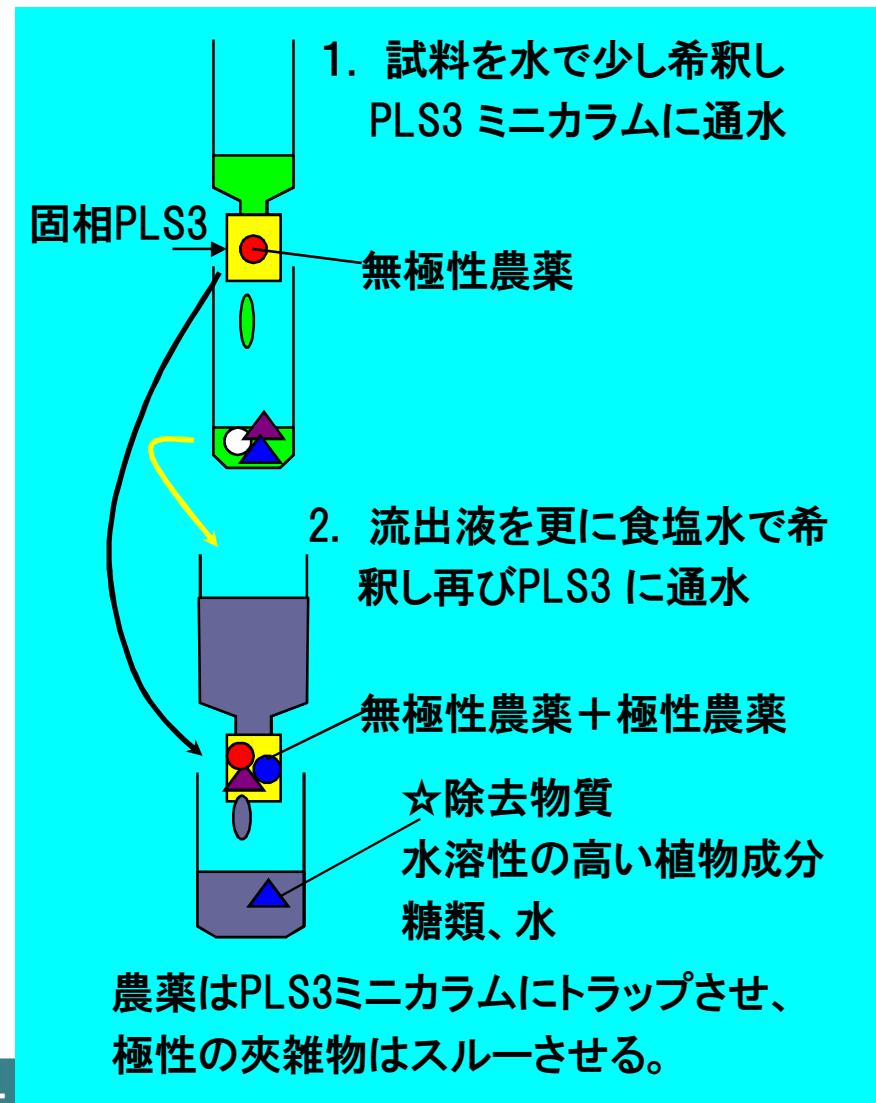 1. 試料を水で少し希釈し
PLS3 ミニカラムに通水
固相PLS3
無極性農薬
2. 流出液を更に食塩水で希
釈し再びPLS3 に通水
無極性農薬＋極性農薬
☆除去物質
水溶性の高い植物成分
糖類、水
農薬はPLS3ミニカラムにトラップさせ、
極性の夾雑物はスルーさせる。